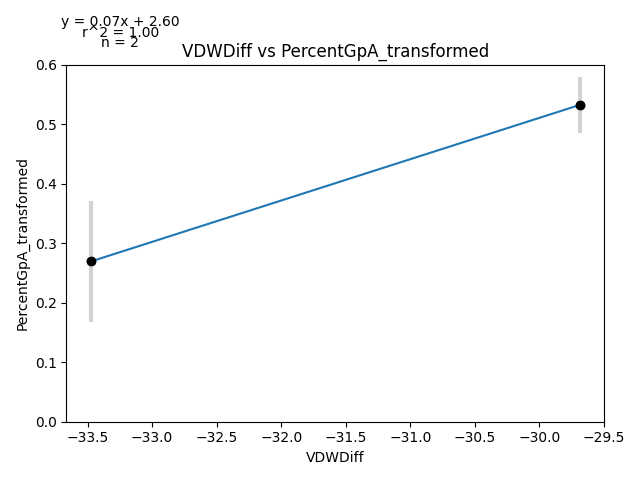 y = 0.07x + 2.60
r^2 = 1.00
n = 2
VDWDiff vs PercentGpA_transformed
0.6
0.5
0.4
0.3
0.2
0.1
0.0
PercentGpA_transformed
−33.5 −33.0 −32.5 −32.0 −31.5 −31.0 −30.5 −30.0 −29.5
VDWDiff